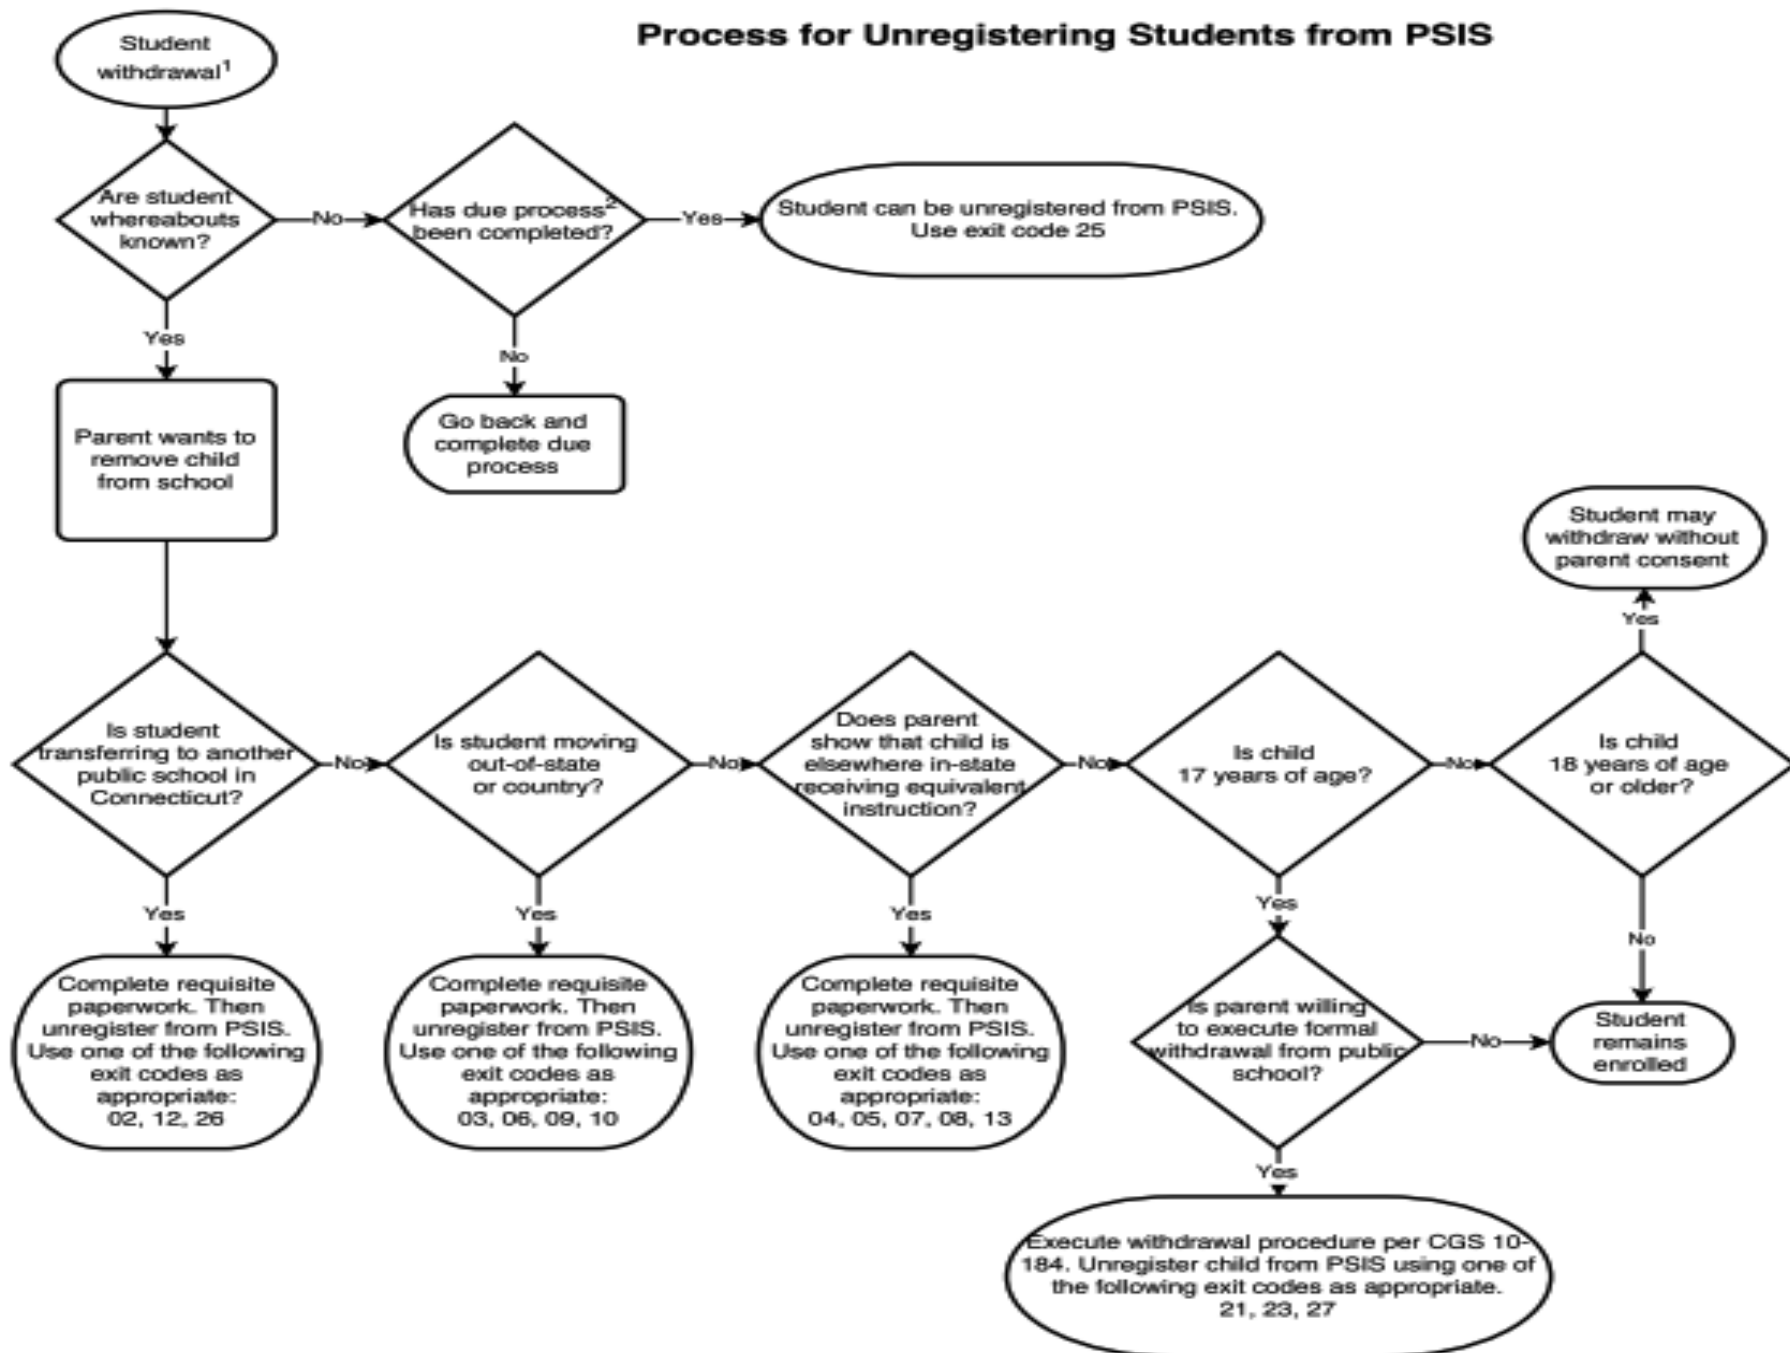 Process for Unregistering Students from PSIS
Student
withdrawal¹
Are student
whereabouts
known?
No
Has due process²
been completed?
Yes
Student can be unregistered from PSIS.
Use exit code 25
Yes
No
Parent wants to
remove child
from school
Go back and
complete due
process
Student may
withdraw without
parent consent
Yes
Is student
transferring to another
public school in
Connecticut?
No
Is student moving
out-of-state
or country?
No
Does parent
show that child is
elsewhere in-state
receiving equivalent
instruction?
No
Is child
17 years of age?
No
Is child
18 years of age
or older?
Yes
Yes
Yes
Yes
No
Complete requisite
paperwork. Then
unregister from PSIS.
Use one of the following
exit codes as
appropriate:
02, 12, 26
Complete requisite
paperwork. Then
unregister from PSIS.
Use one of the following
exit codes as
appropriate:
03, 06, 09, 10
Complete requisite
paperwork. Then
unregister from PSIS.
Use one of the following
exit codes as
appropriate:
04, 05, 07, 08, 13
Is parent willing
to execute formal
withdrawal from public
school?
No
Student
remains
enrolled
Yes
Execute withdrawal procedure per CGS 10-
184. Unregister child from PSIS using one of
the following exit codes as appropriate.
21, 23, 27